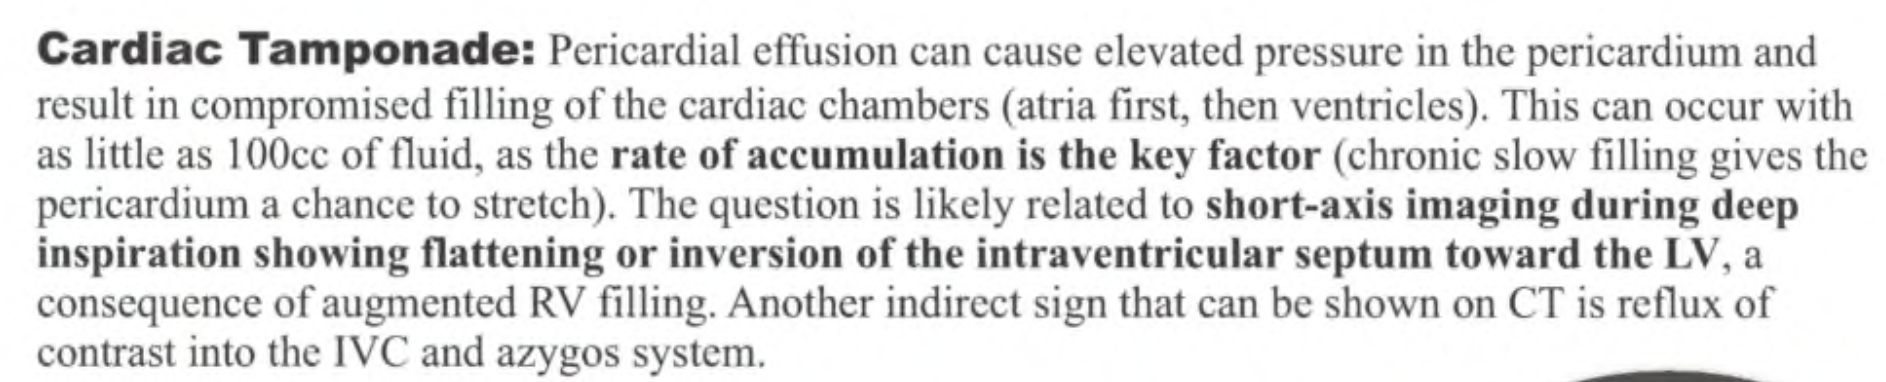 Cardiac Tamponade: Pericardial effusion can cause elevated pressure in the pericardium and
result in compromised filling of the cardiac chambers (atria first, then ventricles). This can occur with
as little as 100cc of fluid, as the rate of accumulation is the key factor (chronic slow filling gives the
pericardium a chance to stretch). The question is likely related to short-axis imaging during deep
inspiration showing flattening or inversion of the intraventricular septum toward the LV, a
consequence of augmented RV filling. Another indirect sign that can be shown on CT is reflux of
contrast into the IVC and azygos system.